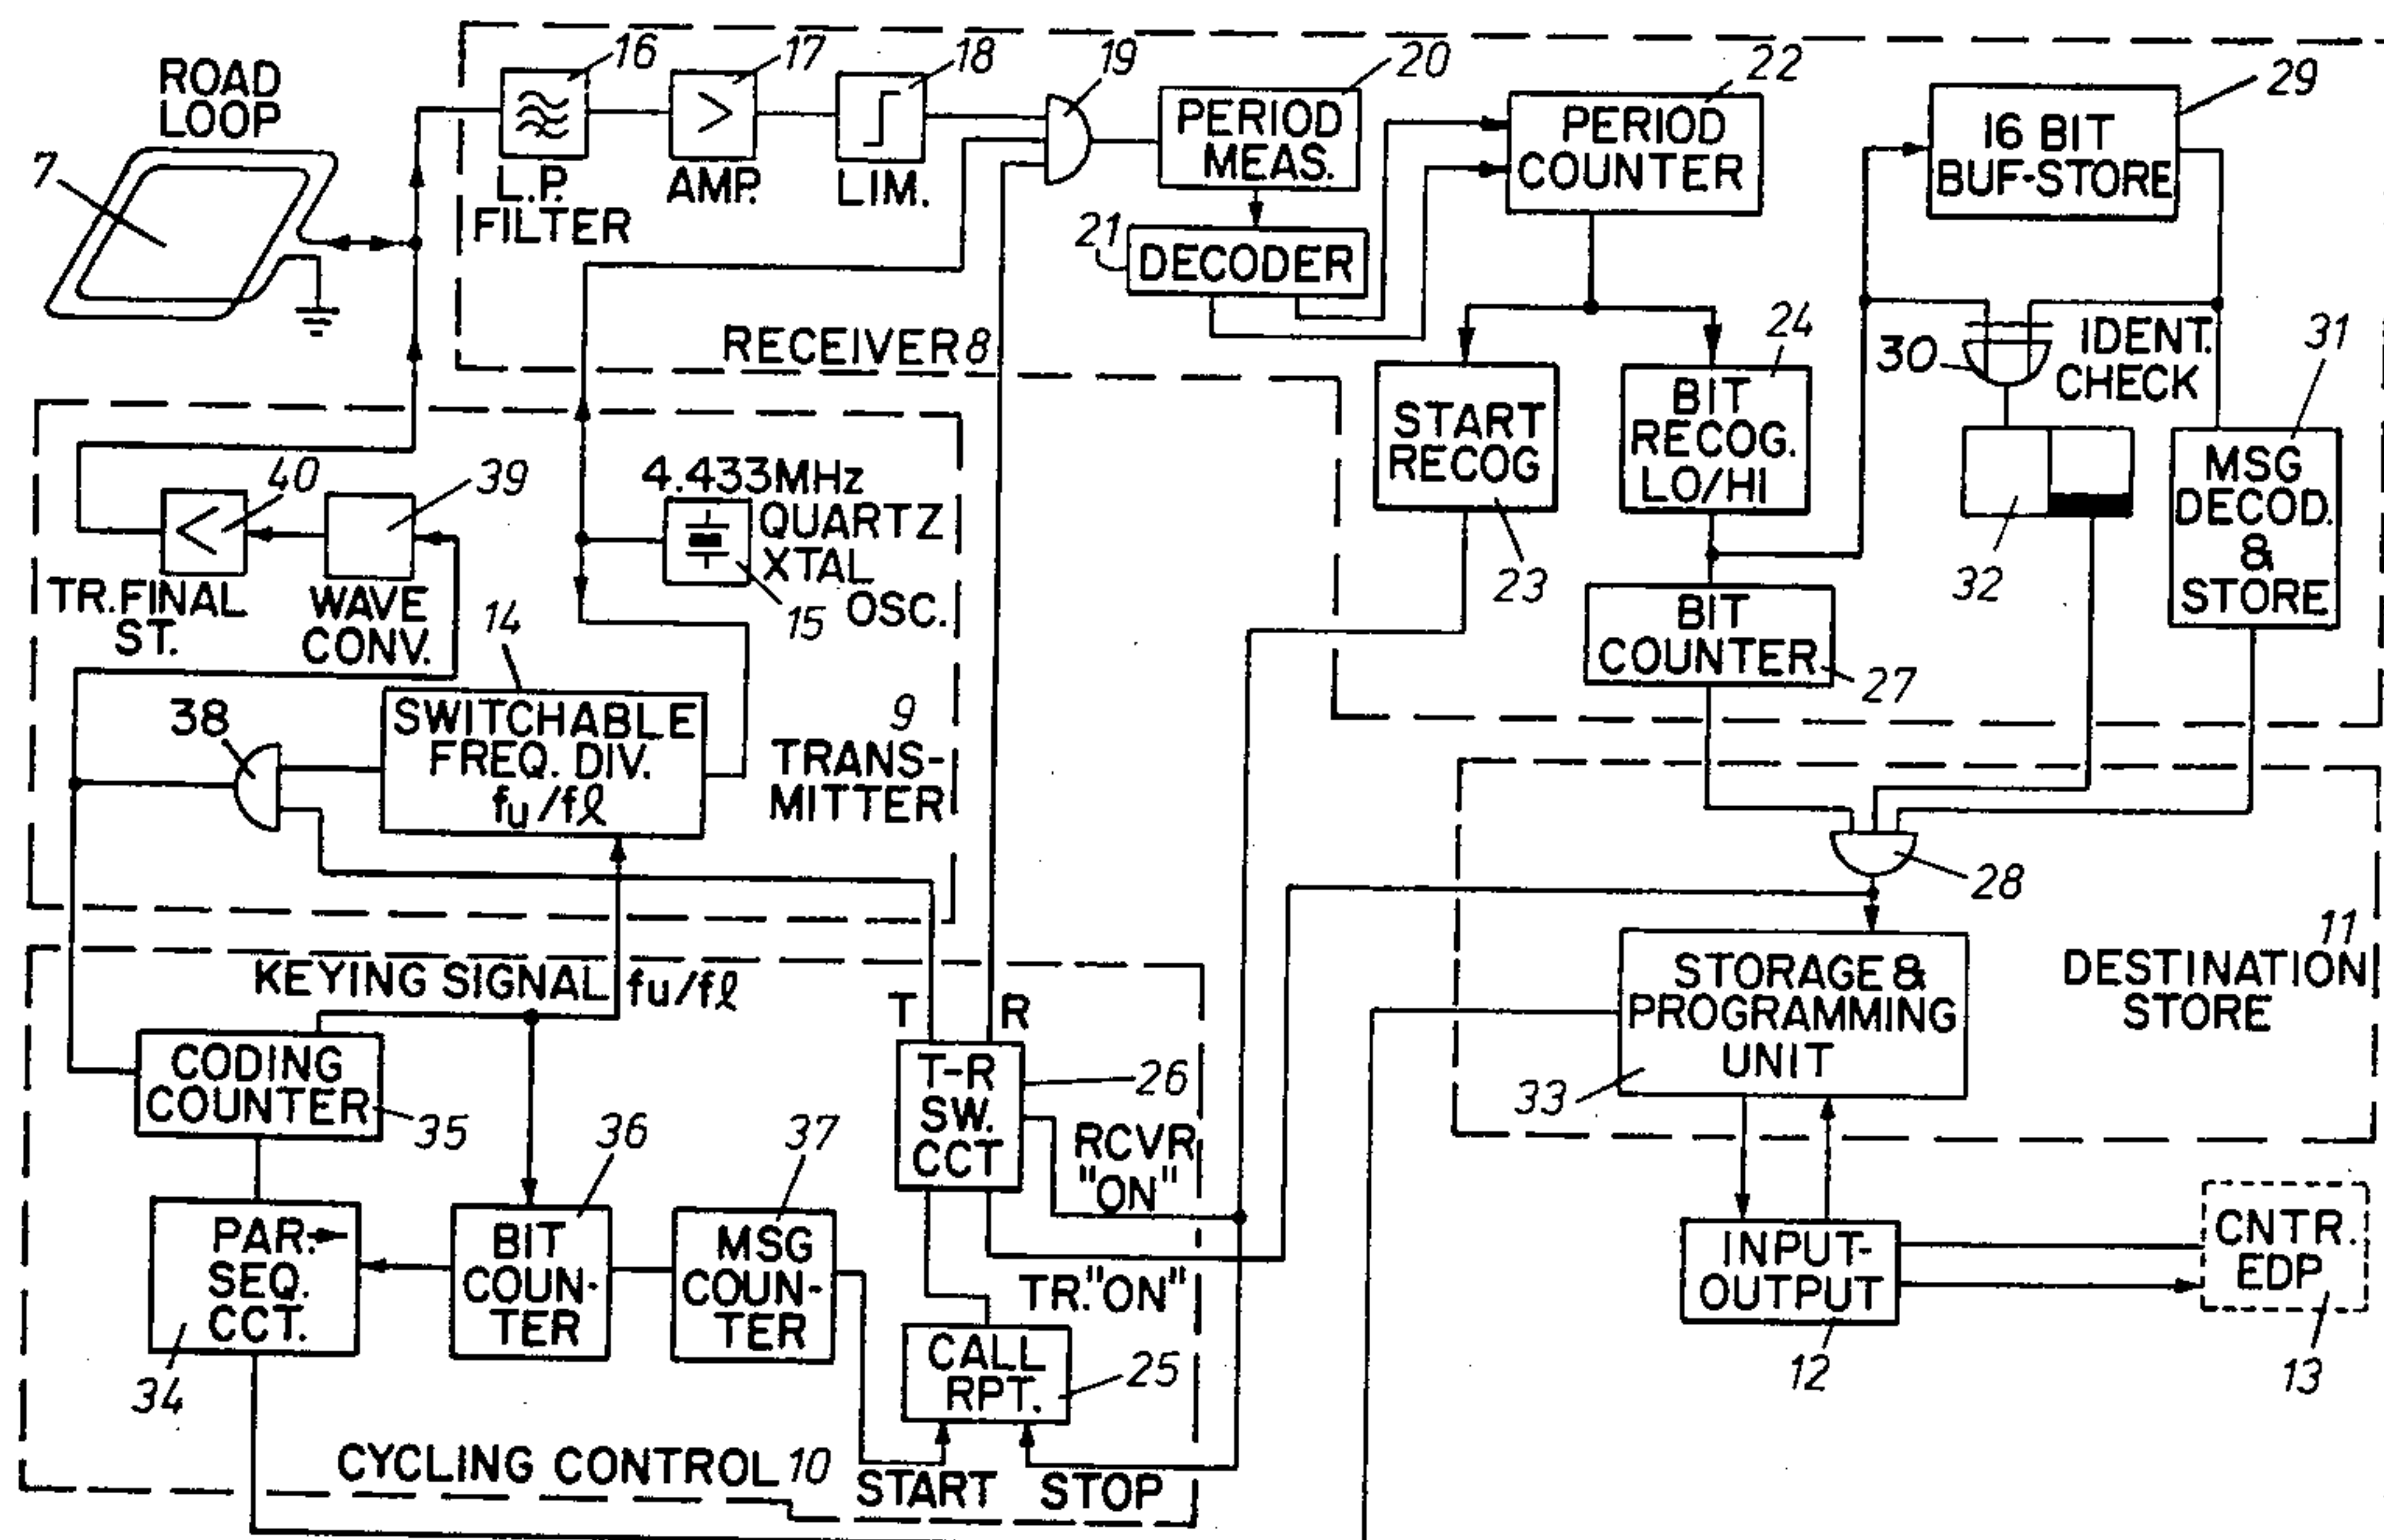 ROAD
LOOP
7
16
L.P.
FILTER
17
>
AMP.
18
LIM.
19
20
PERIOD
MEAS.
21
DECODER
22
PERIOD
COUNTER
29
16 BIT
BUF-STORE
RECEIVER 8
24
BIT
RECOG.
LO/HI
START
RECOG
23
30
IDENT.
CHECK
31
MSG
DECOD.
&
STORE
32
BIT
COUNTER
27
40
<
TR. FINAL
ST.
39
WAVE
CONV.
4.433MHz
QUARTZ
XTAL
OSC.
15
14
SWITCHABLE
FREQ. DIV.
fu/fℓ
38
9
TRANS-
MITTER
28
11
DESTINATION
STORE
STORAGE &
PROGRAMMING
UNIT
33
KEYING SIGNAL fu/fℓ
T
R
T-R
SW.
CCT
26
RCVR
"ON"
CODING
COUNTER
35
36
BIT
COUN-
TER
37
MSG
COUN-
TER
PAR.
SEQ.
CCT.
34
TR."ON"
CALL
RPT.
25
START
STOP
CYCLING CONTROL 10
INPUT-
OUTPUT
12
CNTR.
EDP
13